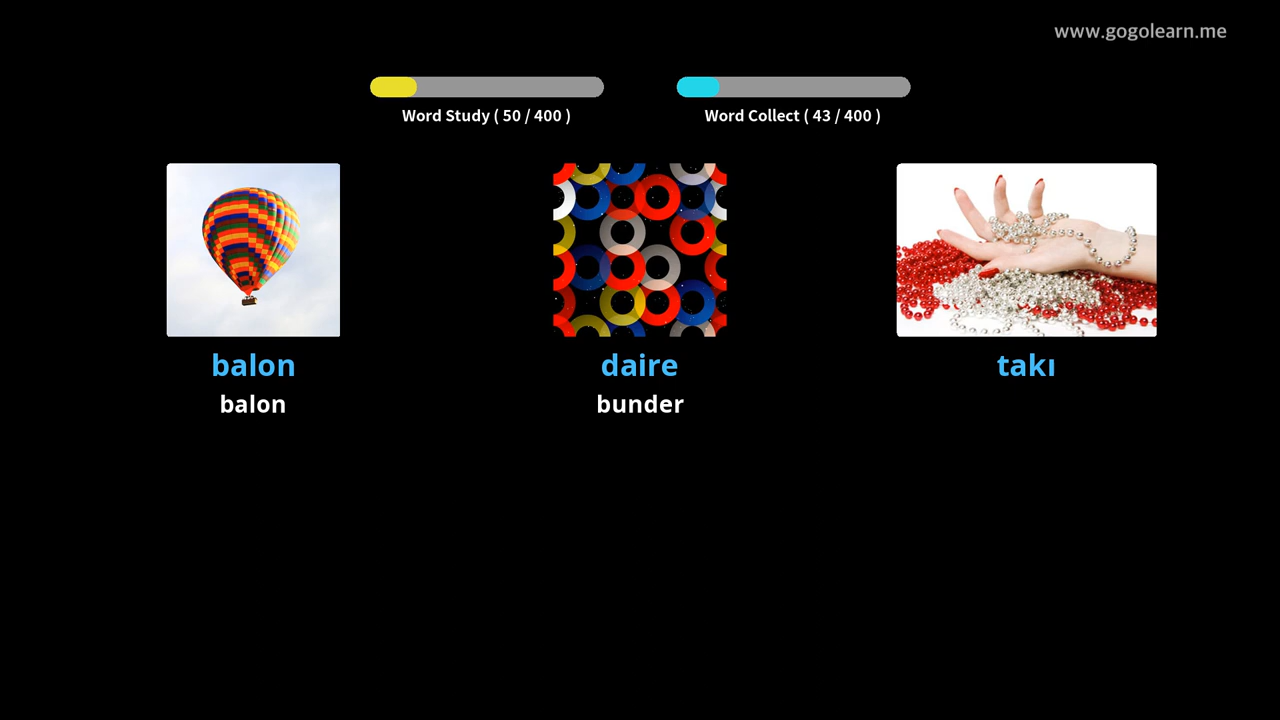 www.gogolearn.me
Word Study ( 50 / 400 )
Word Collect ( 43 / 400 )
balon
daire
takı
balon
bunder